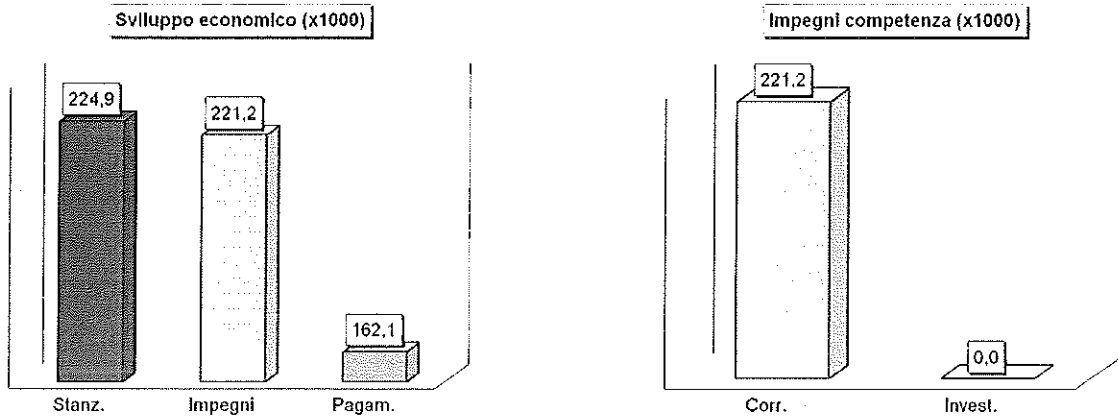 Sviluppo economico (x1000)
224,9
221,2
162,1
Stanz.
Impegni
Pagam.
Impegni competenza (x1000)
221,2
0,0
Corr.
Invest.